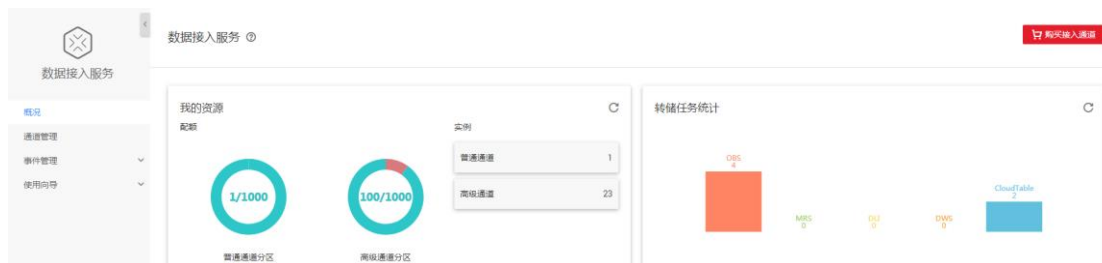 数据接入服务
概况
通道管理
事件管理
使用向导
数据接入服务
购买接入通道
我的资源
配额
1/1000
普通通道分区
100/1000
高级通道分区
实例
普通通道 1
高级通道 23
转储任务统计
OBS
4
MRS
0
DLI
0
DWS
0
CloudTable
2